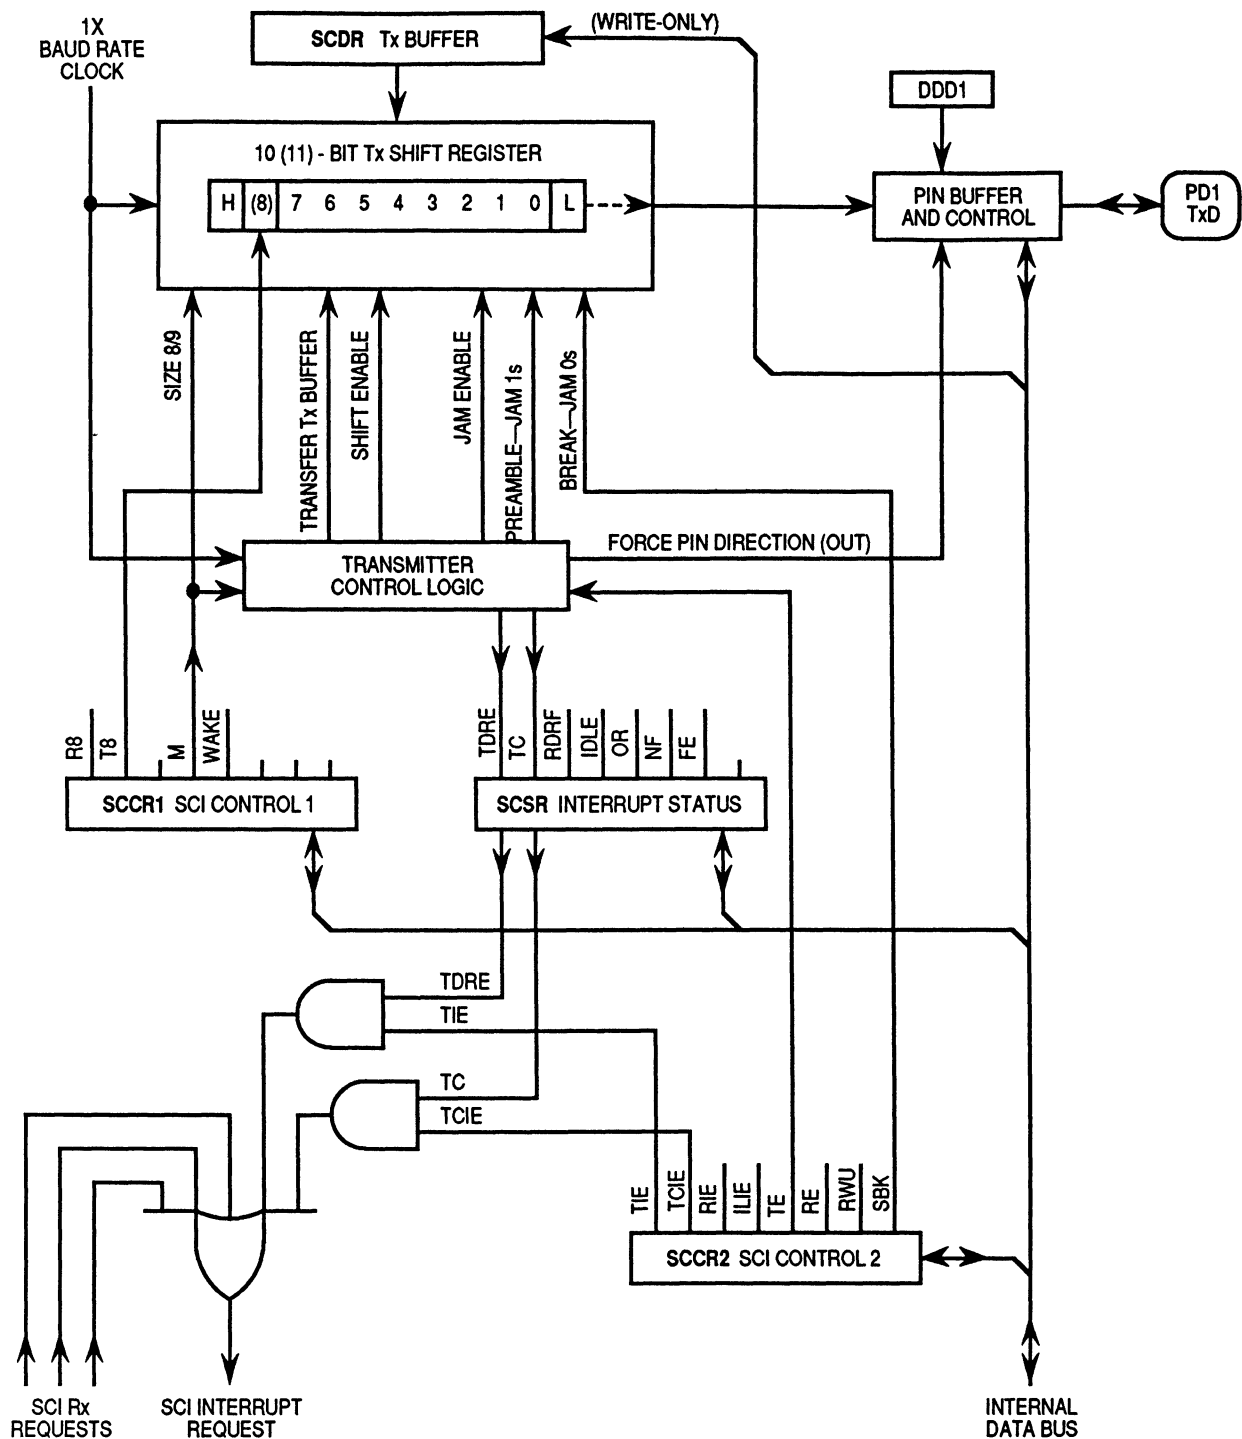 1X
BAUD RATE
CLOCK
SCDR Tx BUFFER
(WRITE-ONLY)
DDD1
10 (11) - BIT Tx SHIFT REGISTER
H (8) 7 6 5 4 3 2 1 0 L
PIN BUFFER
AND CONTROL
PD1
TxD
SIZE 8/9
TRANSFER Tx BUFFER
SHIFT ENABLE
JAM ENABLE
PREAMBLE—JAM 1s
BREAK—JAM 0s
FORCE PIN DIRECTION (OUT)
TRANSMITTER
CONTROL LOGIC
R8
T8
M
WAKE
TDRE
TC
RDRF
IDLE
OR
NF
FE
SCCR1 SCI CONTROL 1
SCSR INTERRUPT STATUS
TDRE
TIE
TC
TCIE
TIE
TCIE
RIE
ILIE
TE
RE
RWU
SBK
SCCR2 SCI CONTROL 2
SCI Rx
REQUESTS
SCI INTERRUPT
REQUEST
INTERNAL
DATA BUS